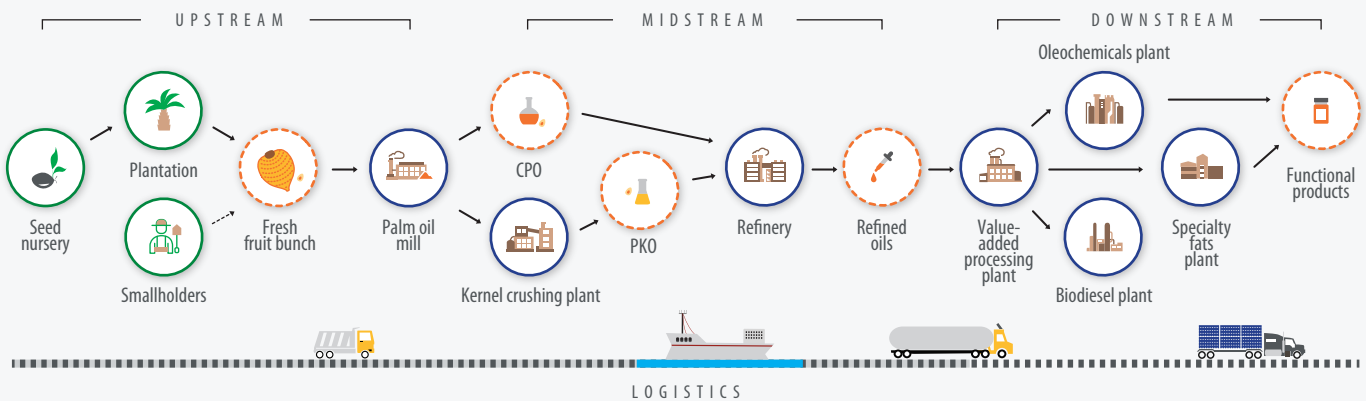 UPSTREAM
MIDSTREAM
DOWNSTREAM
Oleochemicals plant
Plantation
CPO
Functional
products
Seed
nursery
Fresh
fruit bunch
Palm oil
mill
PKO
Refinery
Refined
oils
Value-
added
processing
plant
Specialty
fats
plant
Smallholders
Kernel crushing plant
Biodiesel plant
LOGISTICS